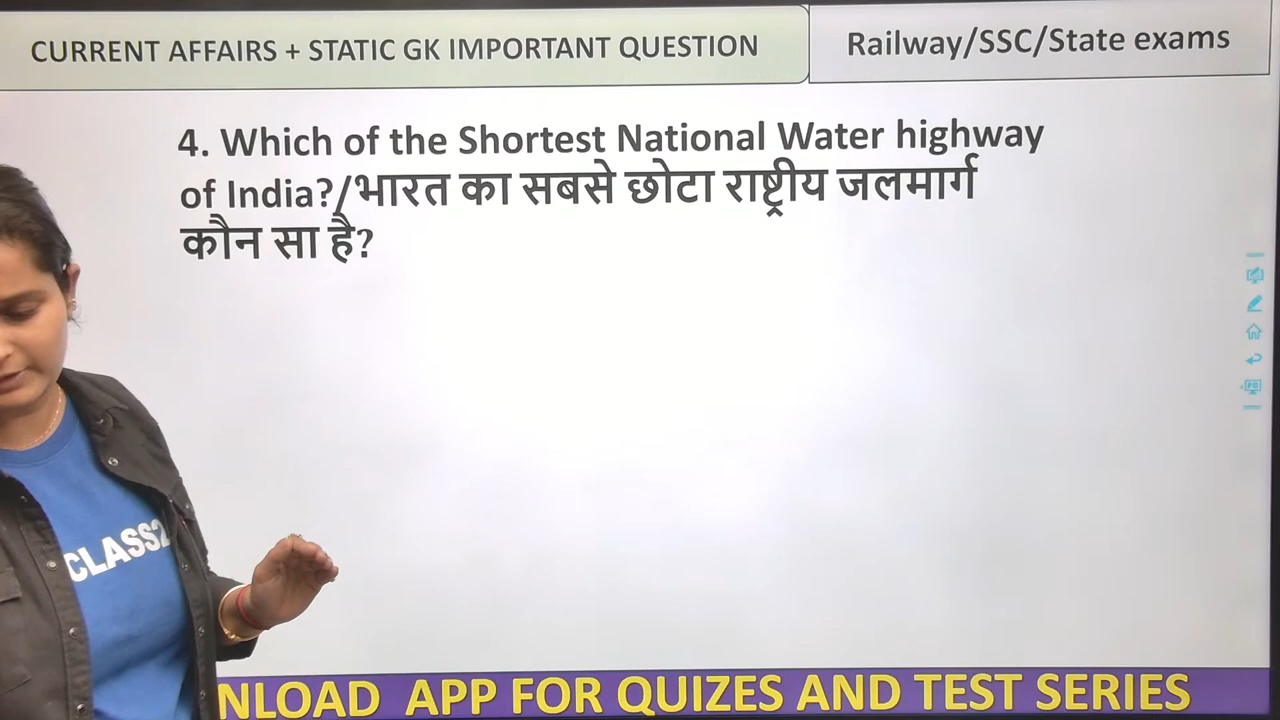 CURRENT AFFAIRS + STATIC GK IMPORTANT QUESTION
Railway/SSC/State exams
4. Which of the Shortest National Water highway
of India?/भारत का सबसे छोटा राष्ट्रीय जलमार्ग
कौन सा है?
CLASS2
NLOAD APP FOR QUIZES AND TEST SERIES